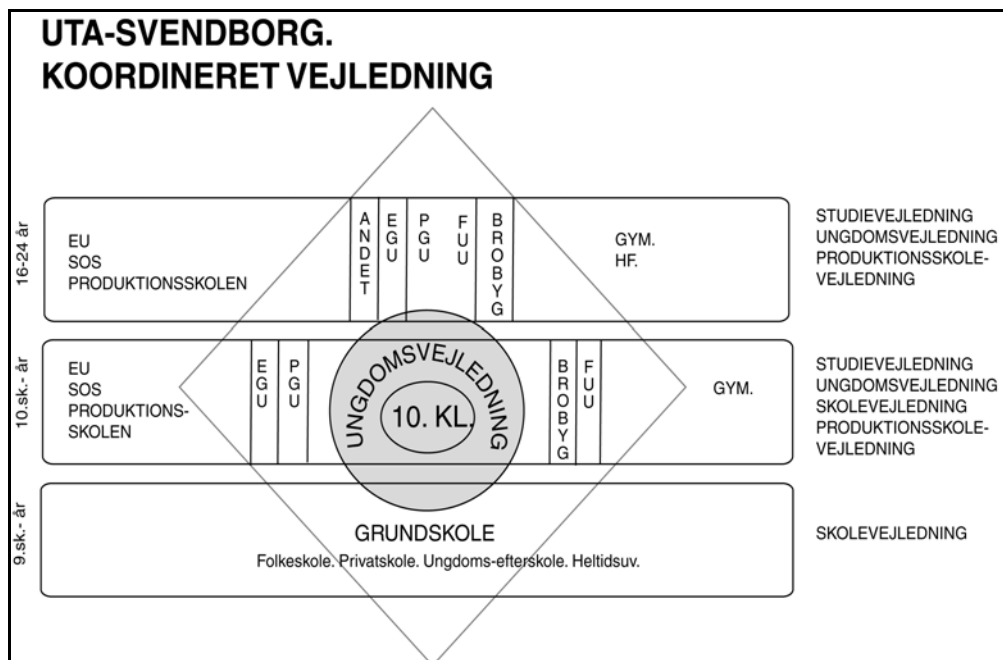 UTA-SVENDBORG.
KOORDINERET VEJLEDNING
16-24 år
EU
SOS
PRODUKTIONSSKOLEN
ANDET
EGU
PGU
FUU
BROBYG
GYM.
HF.
STUDIEVEJLEDNING
UNGDOMSVEJLEDNING
PRODUKTIONSSKOLE-
VEJLEDNING
10.sk.- år
EU
SOS
PRODUKTIONS-
SKOLEN
EGU
PGU
UNGDOMSVEJLEDNING
10. KL.
BROBYG
FUU
GYM.
STUDIEVEJLEDNING
UNGDOMSVEJLEDNING
SKOLEVEJLEDNING
PRODUKTIONSSKOLE-
VEJLEDNING
9.sk.- år
GRUNDSKOLE
Folkeskole. Privatskole. Ungdoms-efterskole. Heltidsuv.
SKOLEVEJLEDNING